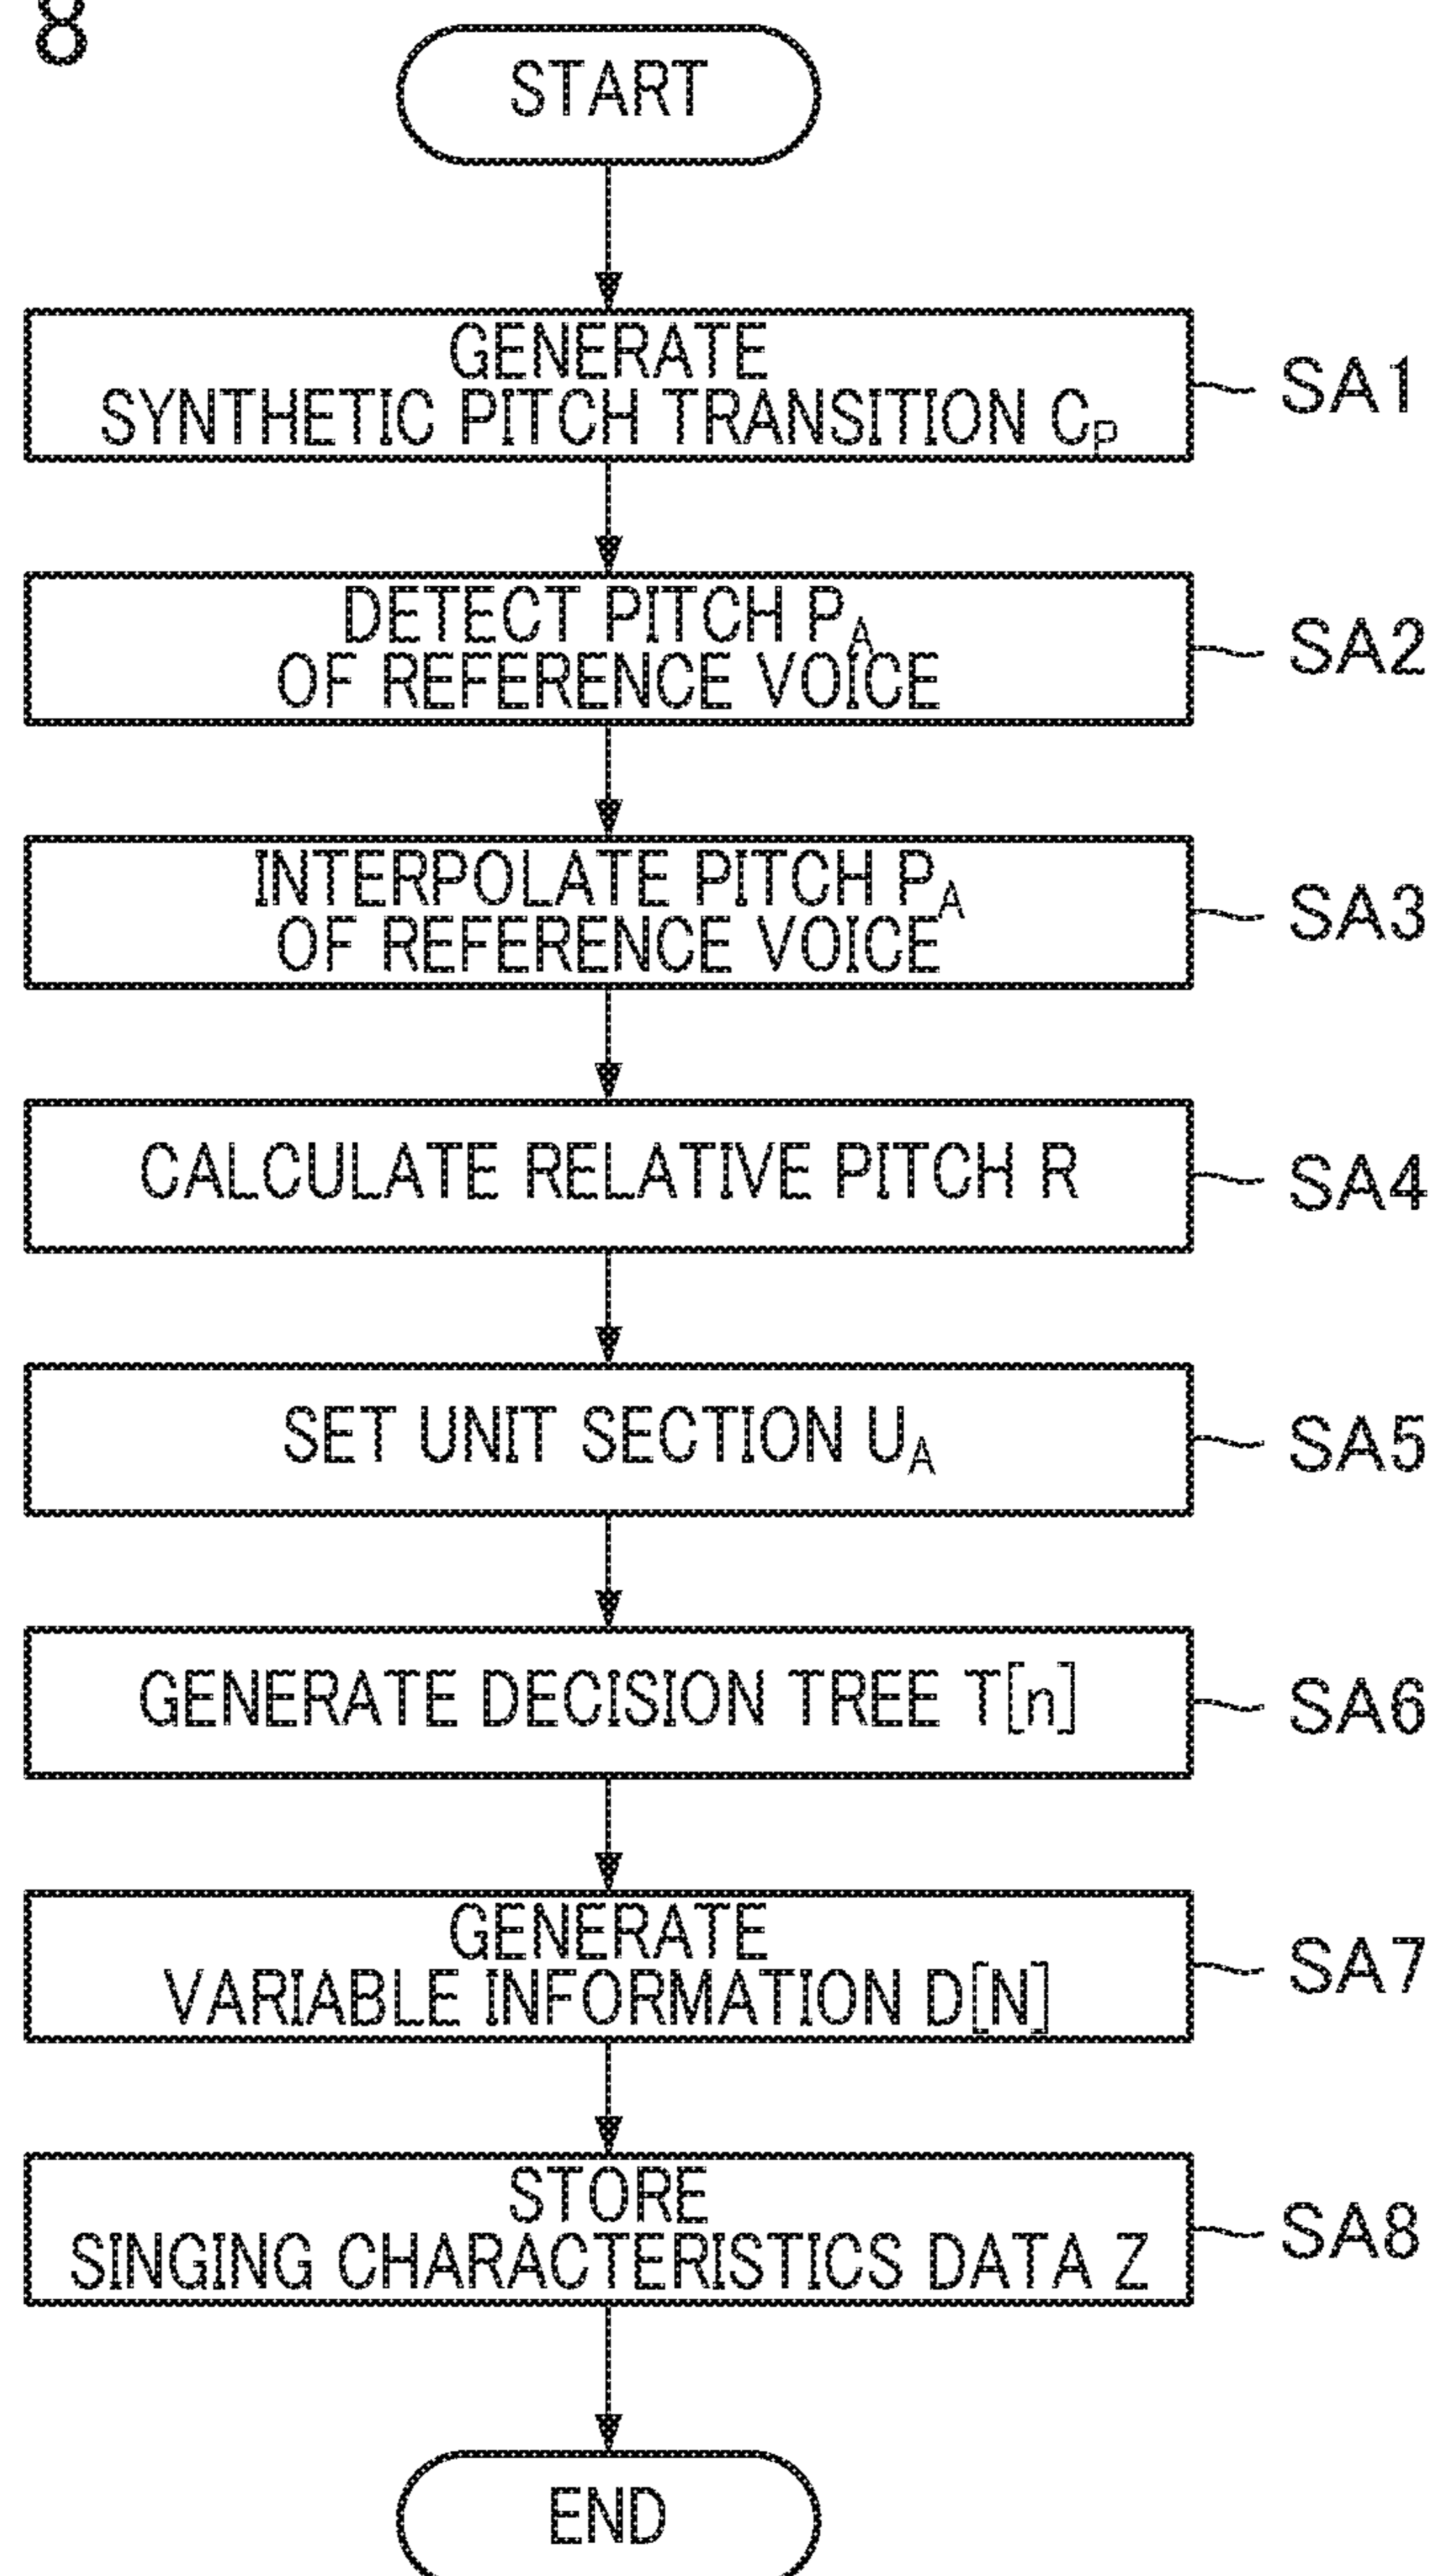 8
START
GENERATE
SYNTHETIC PITCH TRANSITION CP
SA1
DETECT PITCH PA
OF REFERENCE VOICE
SA2
INTERPOLATE PITCH PA
OF REFERENCE VOICE
SA3
CALCULATE RELATIVE PITCH R
SA4
SET UNIT SECTION UA
SA5
GENERATE DECISION TREE T[n]
SA6
GENERATE
VARIABLE INFORMATION D[N]
SA7
STORE
SINGING CHARACTERISTICS DATA Z
SA8
END